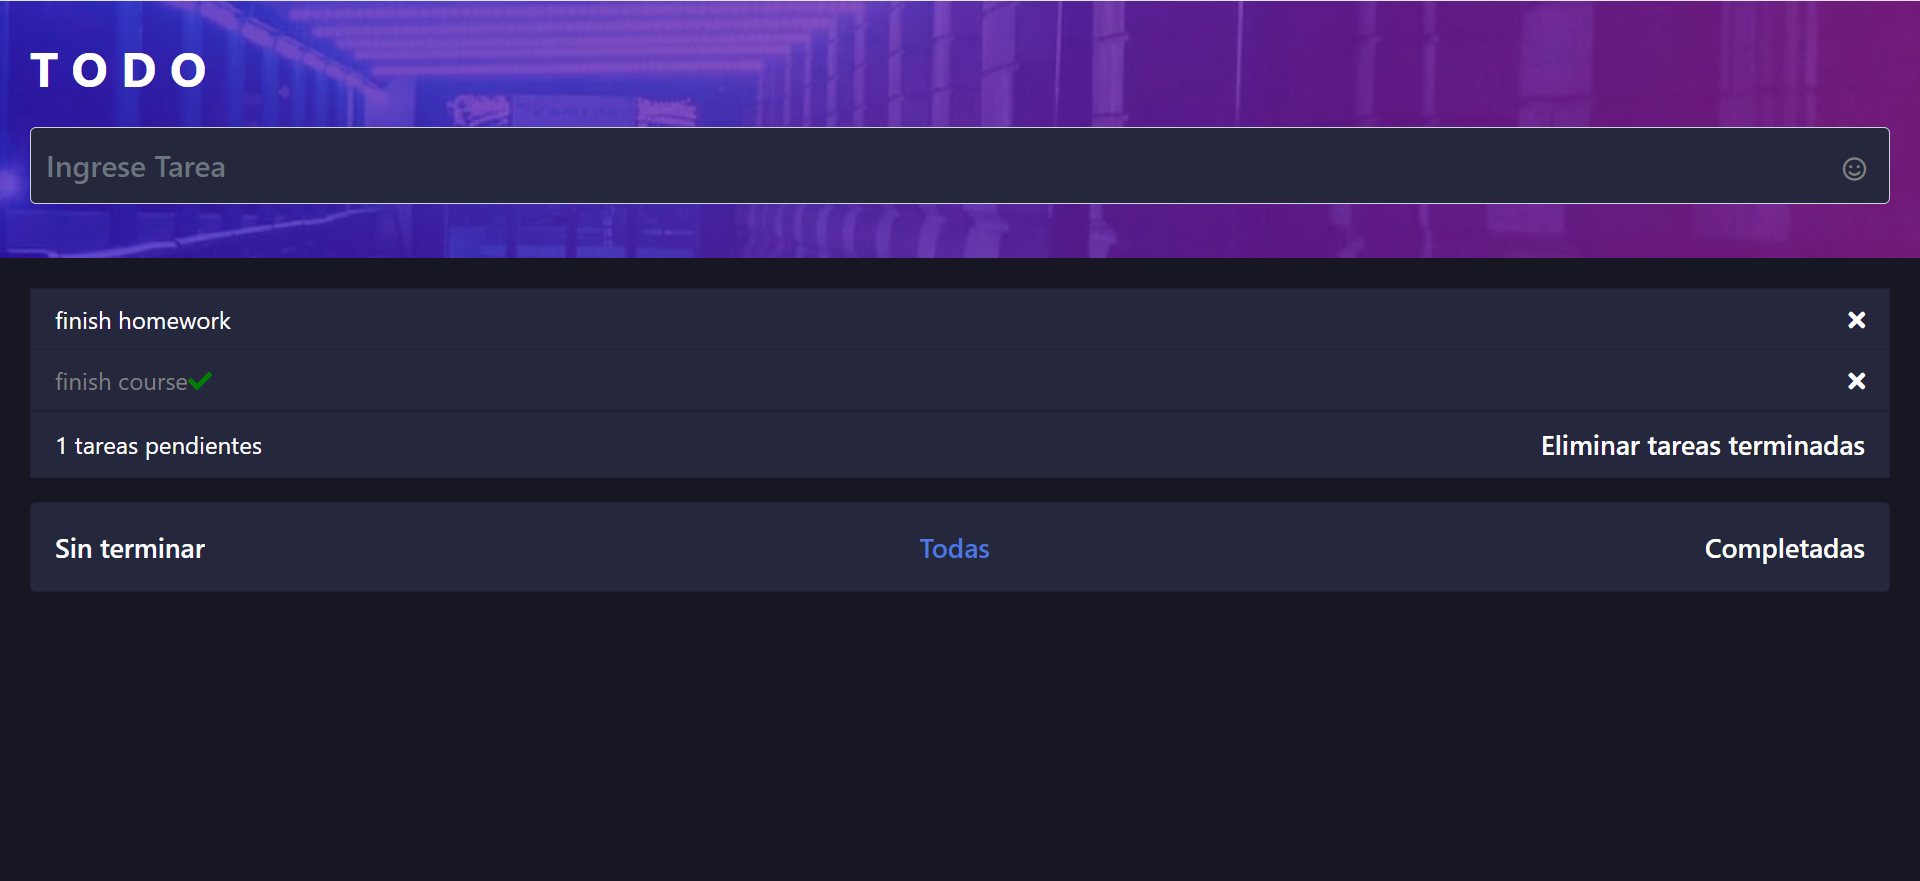 TODO
Ingrese Tarea
finish homework
finish course
1 tareas pendientes Eliminar tareas terminadas
Sin terminar Todas Completadas